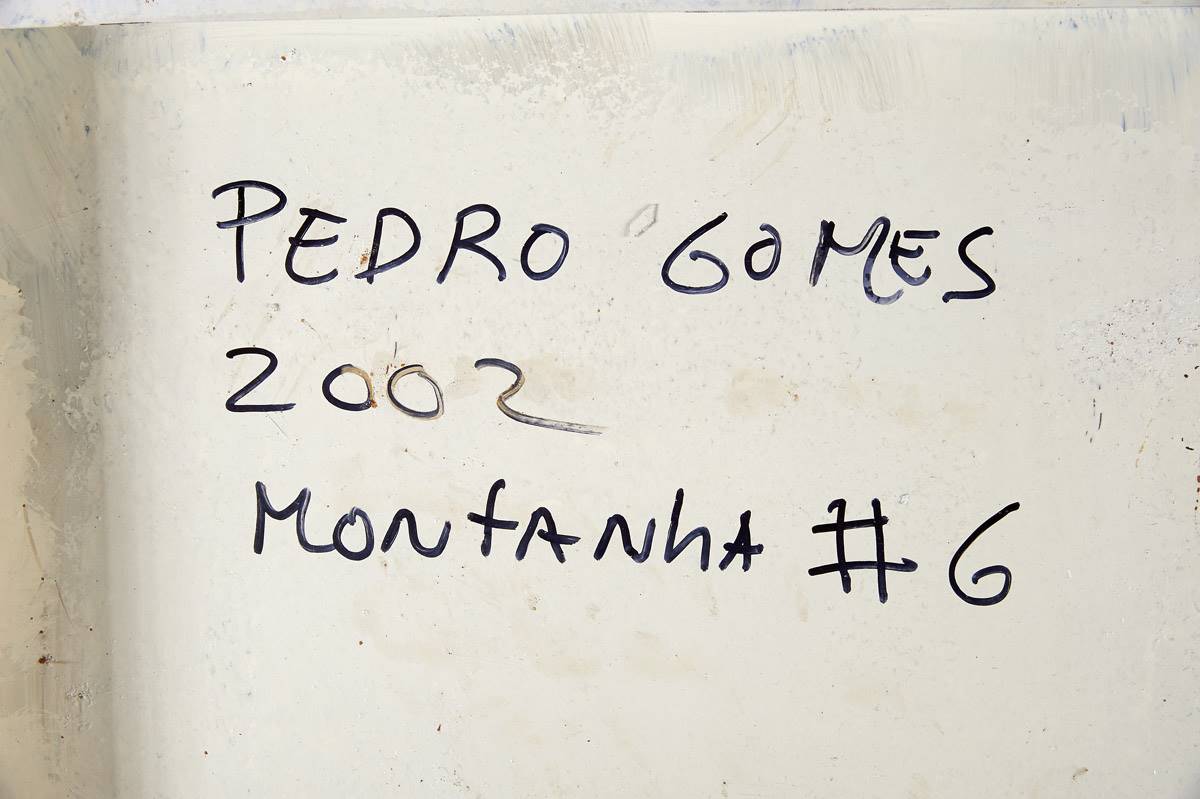 PEDRO GOMES
2002
MONTANHA # 6